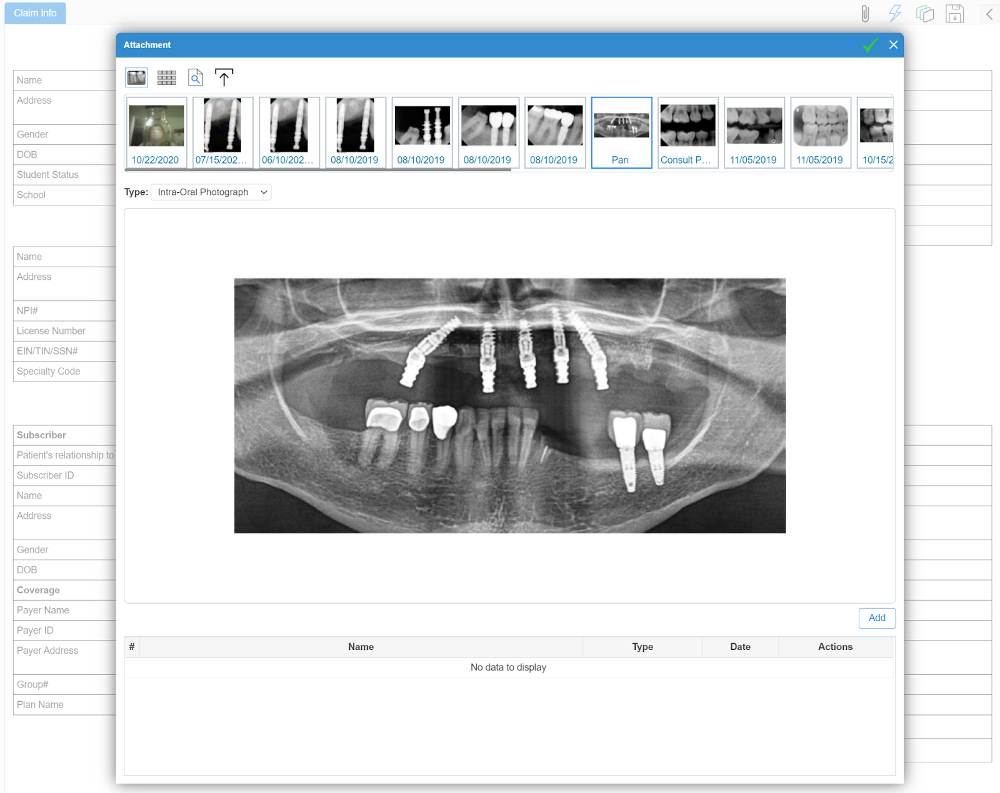 Claim Info
Attachment
10/22/2020
07/15/202...
06/10/202...
08/10/2019
08/10/2019
08/10/2019
08/10/2019
Pan
Consult P...
11/05/2019
11/05/2019
10/15/2
Type: Intra-Oral Photograph
Name
Address
Gender
DOB
Student Status
School
Name
Address
NPI#
License Number
EIN/TIN/SSN#
Specialty Code
Subscriber
Patient's relationship to
Subscriber ID
Name
Address
Gender
DOB
Coverage
Payer Name
Payer ID
Payer Address
Group#
Plan Name
Add
# Name Type Date Actions
No data to display